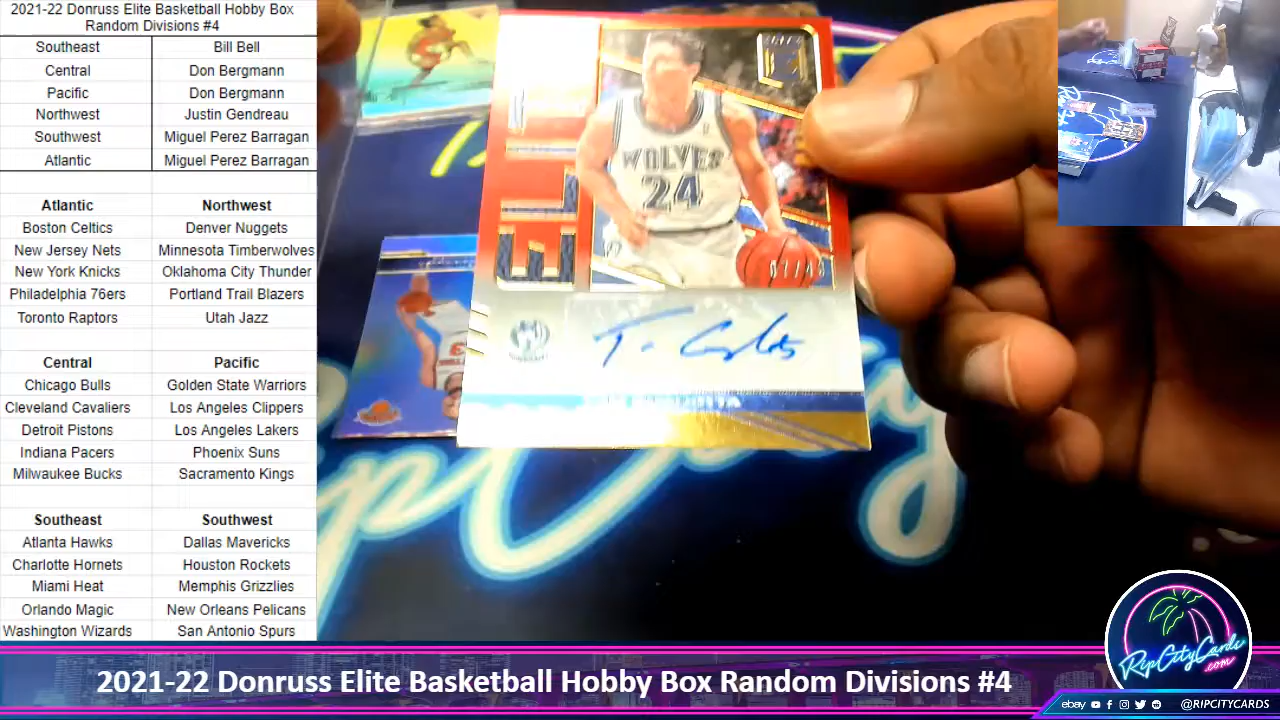 2021-22 Donruss Elite Basketball Hobby Box
Random Divisions #4
Southeast Bill Bell
Central Don Bergmann
Pacific Don Bergmann
Northwest Justin Gendreau
Southwest Miguel Perez Barragan
Atlantic Miguel Perez Barragan
Atlantic Northwest
Boston Celtics Denver Nuggets
New Jersey Nets Minnesota Timberwolves
New York Knicks Oklahoma City Thunder
Philadelphia 76ers Portland Trail Blazers
Toronto Raptors Utah Jazz
Central Pacific
Chicago Bulls Golden State Warriors
Cleveland Cavaliers Los Angeles Clippers
Detroit Pistons Los Angeles Lakers
Indiana Pacers Phoenix Suns
Milwaukee Bucks Sacramento Kings
Southeast Southwest
Atlanta Hawks Dallas Mavericks
Charlotte Hornets Houston Rockets
Miami Heat Memphis Grizzlies
Orlando Magic New Orleans Pelicans
Washington Wizards San Antonio Spurs
WOLVES
24
RipCity
RipCityCards
.com
2021-22 Donruss Elite Basketball Hobby Box Random Divisions #4
ebay @RIPCITYCARDS